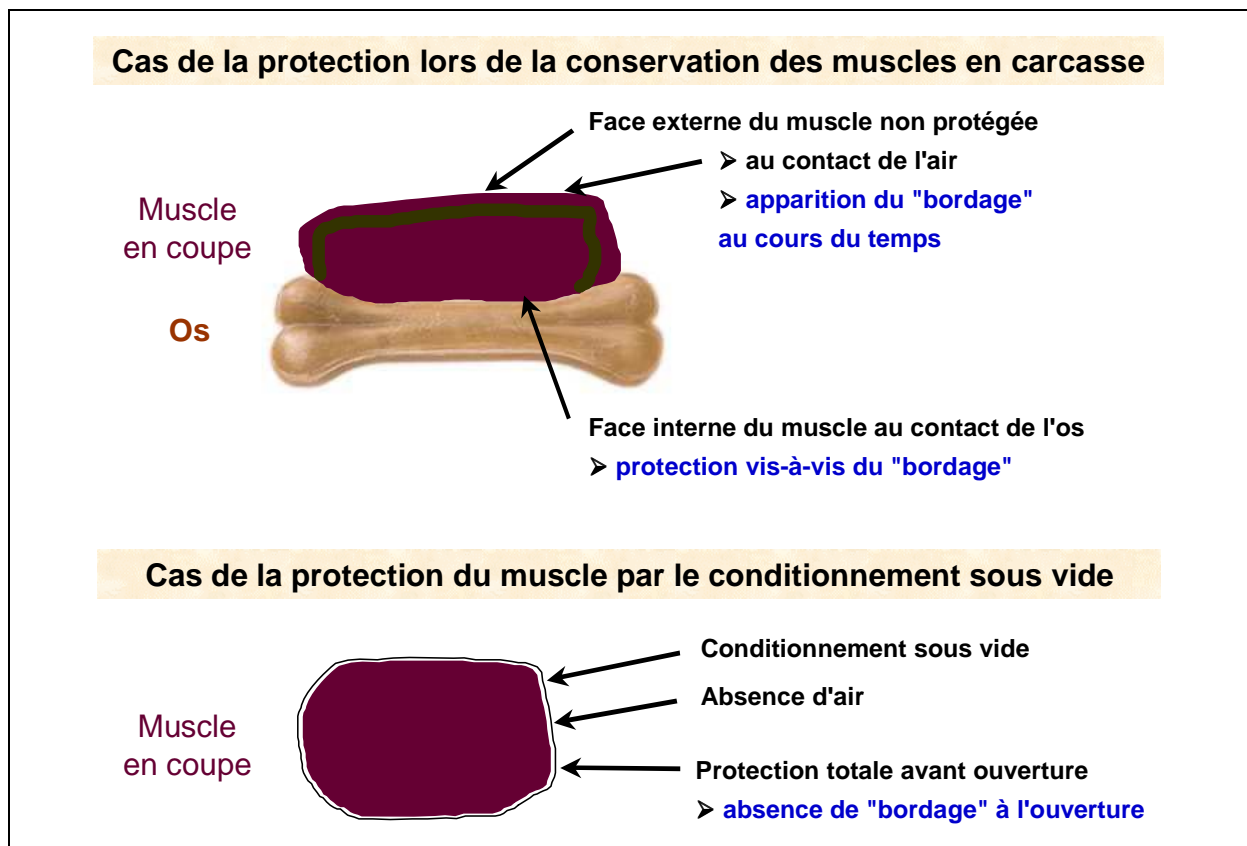 Cas de la protection lors de la conservation des muscles en carcasse
Face externe du muscle non protégée
➢ au contact de l'air
➢ apparition du "bordage"
au cours du temps
Muscle
en coupe
Os
Face interne du muscle au contact de l'os
➢ protection vis-à-vis du "bordage"
Cas de la protection du muscle par le conditionnement sous vide
Conditionnement sous vide
Absence d'air
Muscle
en coupe
Protection totale avant ouverture
➢ absence de "bordage" à l'ouverture